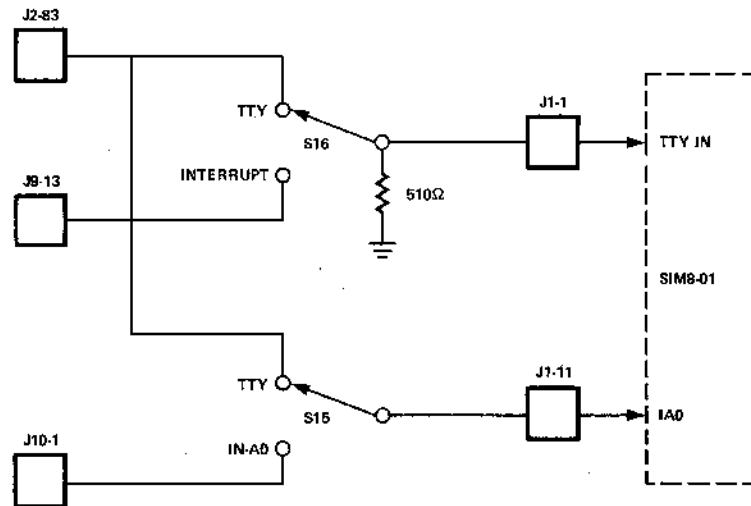 J2-83
TTY
S16
J1-1
TTY IN
INTERRUPT
J9-13
510Ω
SIM8-01
TTY
S15
J1-11
IA0
J10-1
IN-A0